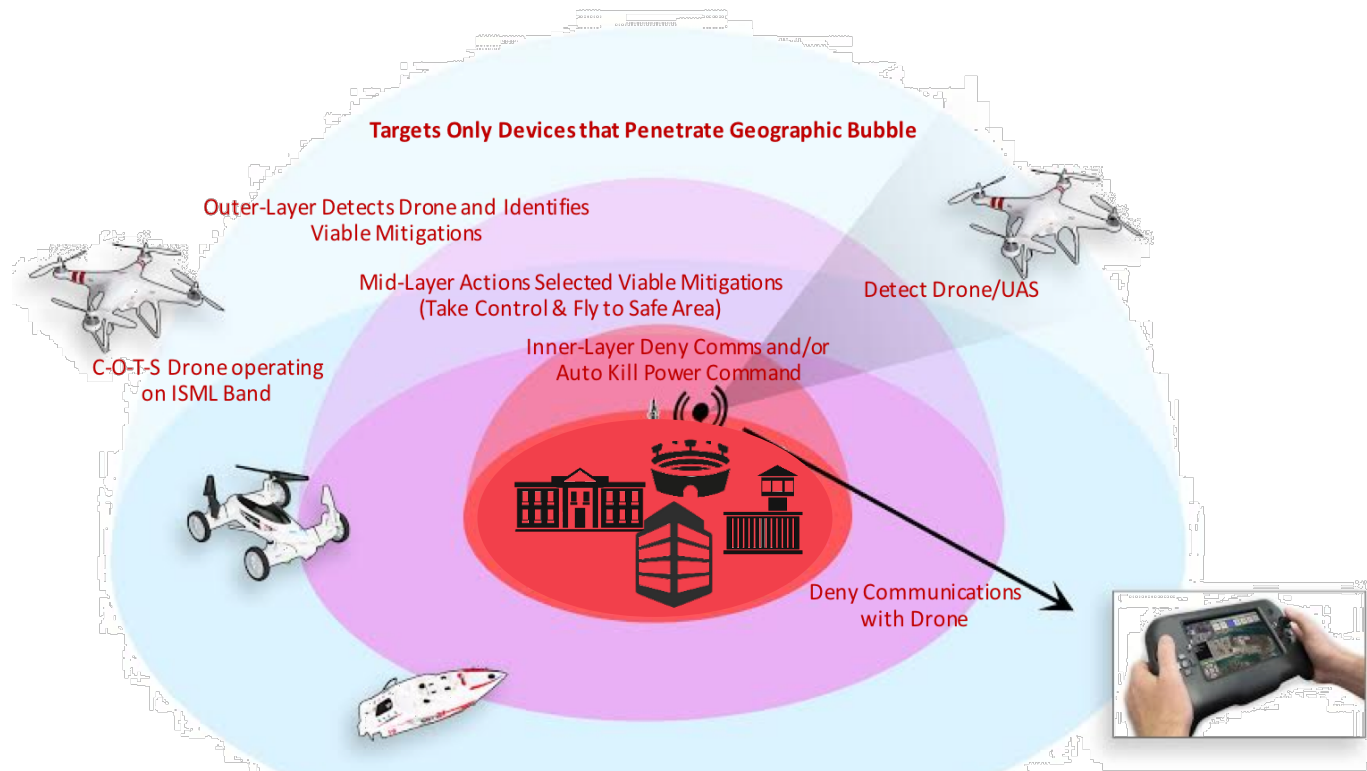 Targets Only Devices that Penetrate Geographic Bubble
Outer-Layer Detects Drone and Identifies
Viable Mitigations
Mid-Layer Actions Selected Viable Mitigations
(Take Control & Fly to Safe Area)
Detect Drone/UAS
Inner-Layer Deny Comms and/or
Auto Kill Power Command
C-O-T-S Drone operating
on ISML Band
Deny Communications
with Drone